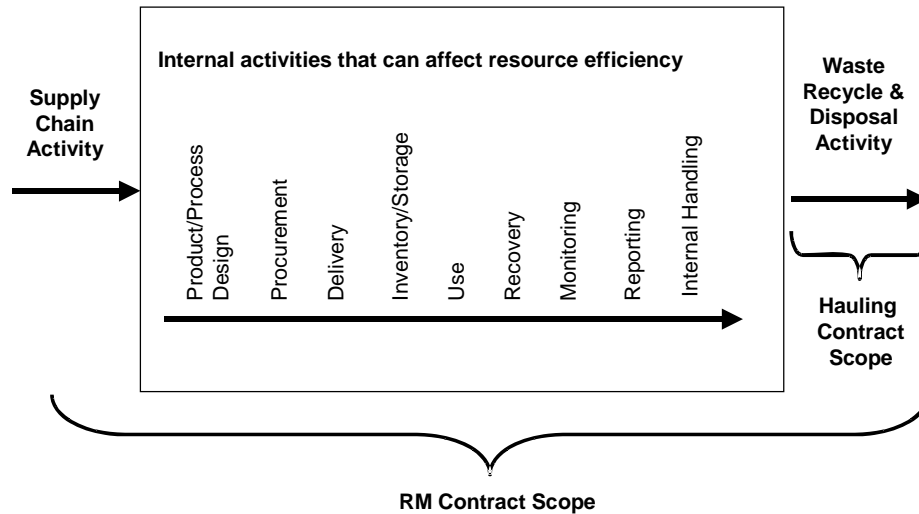 Internal activities that can affect resource efficiency
Supply
Chain
Activity
Product/Process
Design
Procurement
Delivery
Inventory/Storage
Use
Recovery
Monitoring
Reporting
Internal Handling
Waste
Recycle &
Disposal
Activity
Hauling
Contract
Scope
RM Contract Scope